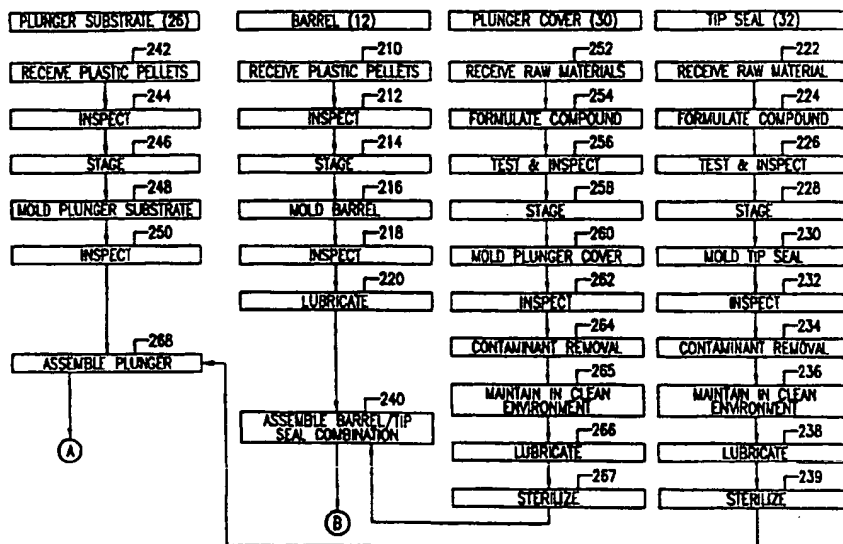 PLUNGER SUBSTRATE (26)
242
RECEIVE PLASTIC PELLETS
244
INSPECT
246
STAGE
248
MOLD PLUNGER SUBSTRATE
250
INSPECT
268
ASSEMBLE PLUNGER
A
BARREL (12)
210
RECEIVE PLASTIC PELLETS
212
INSPECT
214
STAGE
216
MOLD BARREL
218
INSPECT
220
LUBRICATE
240
ASSEMBLE BARREL/TIP
SEAL COMBINATION
B
PLUNGER COVER (30)
252
RECEIVE RAW MATERIALS
254
FORMULATE COMPOUND
256
TEST & INSPECT
258
STAGE
260
MOLD PLUNGER COVER
262
INSPECT
264
CONTAMINANT REMOVAL
265
MAINTAIN IN CLEAN
ENVIRONMENT
266
LUBRICATE
267
STERILIZE
TIP SEAL (32)
222
RECEIVE RAW MATERIAL
224
FORMULATE COMPOUND
226
TEST & INSPECT
228
STAGE
230
MOLD TIP SEAL
232
INSPECT
234
CONTAMINANT REMOVAL
236
MAINTAIN IN CLEAN
ENVIRONMENT
238
LUBRICATE
239
STERILIZE